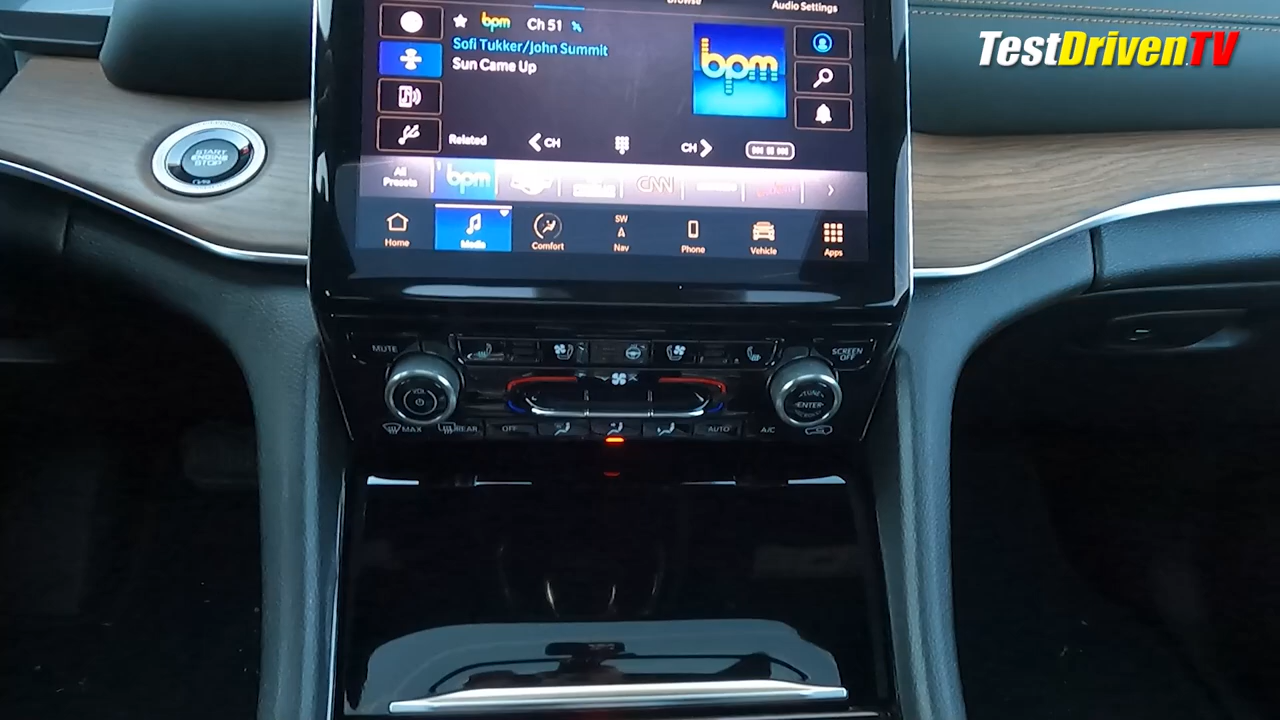 Browse
Audio Settings
TestDrivenTV
bpm
Ch 51
Sofi Tukker/John Summit
bpm
Sun Came Up
START
ENGINE
STOP
Related
CH
CH
All
Presets
bpm
CNN
Home
Media
Comfort
SW
Nav
Phone
Vehicle
Apps
MUTE
SCREEN
OFF
VOL
TUNE
ENTER
MAX
REAR
OFF
AUTO
A/C